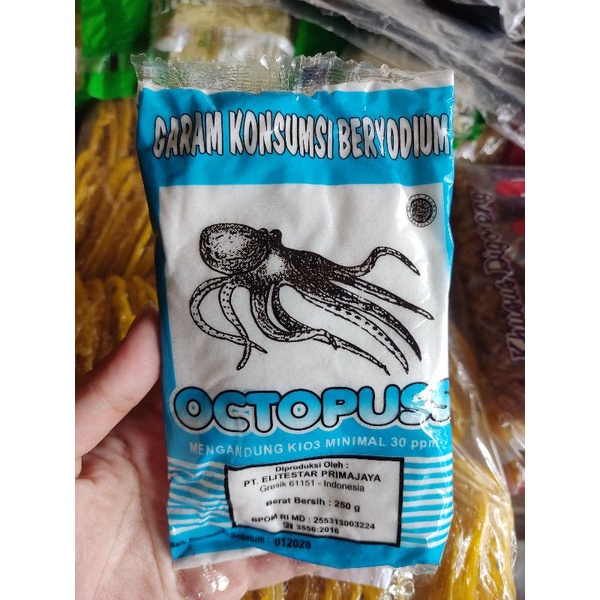 GARAM KONSUMSI BERYODIUM
OCTOPUSS
MENGANDUNG KIO3 MINIMAL 30 ppm
Diproduksi Oleh :
PT. ELITESTAR PRIMAJAYA
Gresik 61151 - Indonesia
Berat Bersih : 250 g
BPOM RI MD : 255313003224
SNI 3556:2016
012028